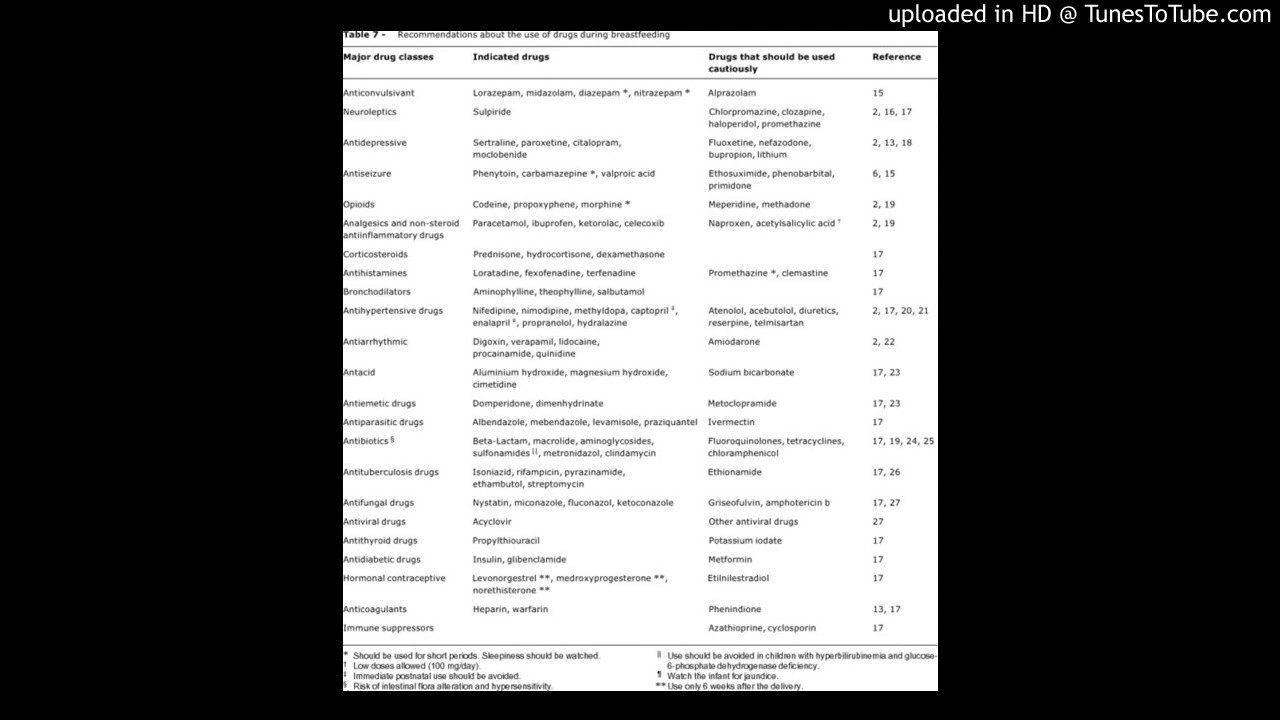 uploaded in HD @ TunesToTube.com
Table 7 - Recommendations about the use of drugs during breastfeeding
Major drug classes Indicated drugs Drugs that should be used Reference
cautiously
Anticonvulsivant Lorazepam, midazolam, diazepam *, nitrazepam * Alprazolam 15
Neuroleptics Sulpiride Chlorpromazine, clozapine, 2, 16, 17
haloperidol, promethazine
Antidepressive Sertraline, paroxetine, citalopram, Fluoxetine, nefazodone, 2, 13, 18
moclobenide bupropion, lithium
Antiseizure Phenytoin, carbamazepine *, valproic acid Ethosuximide, phenobarbital, 6, 15
primidone
Opioids Codeine, propoxyphene, morphine * Meperidine, methadone 2, 19
Analgesics and non-steroid Paracetamol, ibuprofen, ketorolac, celecoxib Naproxen, acetylsalicylic acid † 2, 19
antiinflammatory drugs
Corticosteroids Prednisone, hydrocortisone, dexamethasone 17
Antihistamines Loratadine, fexofenadine, terfenadine Promethazine *, clemastine 17
Bronchodilators Aminophylline, theophylline, salbutamol 17
Antihypertensive drugs Nifedipine, nimodipine, methyldopa, captopril ‡, Atenolol, acebutolol, diuretics, 2, 17, 20, 21
enalapril ‡, propranolol, hydralazine reserpine, telmisartan
Antiarrhythmic Digoxin, verapamil, lidocaine, Amiodarone 2, 22
procainamide, quinidine
Antacid Aluminium hydroxide, magnesium hydroxide, Sodium bicarbonate 17, 23
cimetidine
Antiemetic drugs Domperidone, dimenhydrinate Metoclopramide 17, 23
Antiparasitic drugs Albendazole, mebendazole, levamisole, praziquantel Ivermectin 17
Antibiotics § Beta-Lactam, macrolide, aminoglycosides, Fluoroquinolones, tetracyclines, 17, 19, 24, 25
sulfonamides ||, metronidazol, clindamycin chloramphenicol
Antituberculosis drugs Isoniazid, rifampicin, pyrazinamide, Ethionamide 17, 26
ethambutol, streptomycin
Antifungal drugs Nystatin, miconazole, fluconazol, ketoconazole Griseofulvin, amphotericin b 17, 27
Antiviral drugs Acyclovir Other antiviral drugs 27
Antithyroid drugs Propylthiouracil Potassium iodate 17
Antidiabetic drugs Insulin, glibenclamide Metformin 17
Hormonal contraceptive Levonorgestrel **, medroxyprogesterone **, Etilnilestradiol 17
norethisterone **
Anticoagulants Heparin, warfarin Phenindione 13, 17
Immune suppressors Azathioprine, cyclosporin 17
* Should be used for short periods. Sleepiness should be watched.
† Low doses allowed (100 mg/day).
‡ Immediate postnatal use should be avoided.
§ Risk of intestinal flora alteration and hypersensitivity.
|| Use should be avoided in children with hyperbilirubinemia and glucose-
6-phosphate dehydrogenase deficiency.
¶ Watch the infant for jaundice.
** Use only 6 weeks after the delivery.